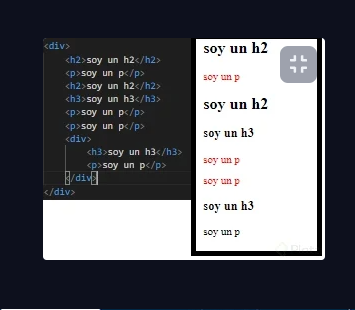 <div>
<h2>soy un h2</h2>
<p>soy un p</p>
<h2>soy un h2</h2>
<h3>soy un h3</h3>
<p>soy un p</p>
<p>soy un p</p>
<div>
<h3>soy un h3</h3>
<p>soy un p</p>
</div>
</div>
soy un h2
soy un p
soy un h2
soy un h3
soy un p
soy un p
soy un h3
soy un p